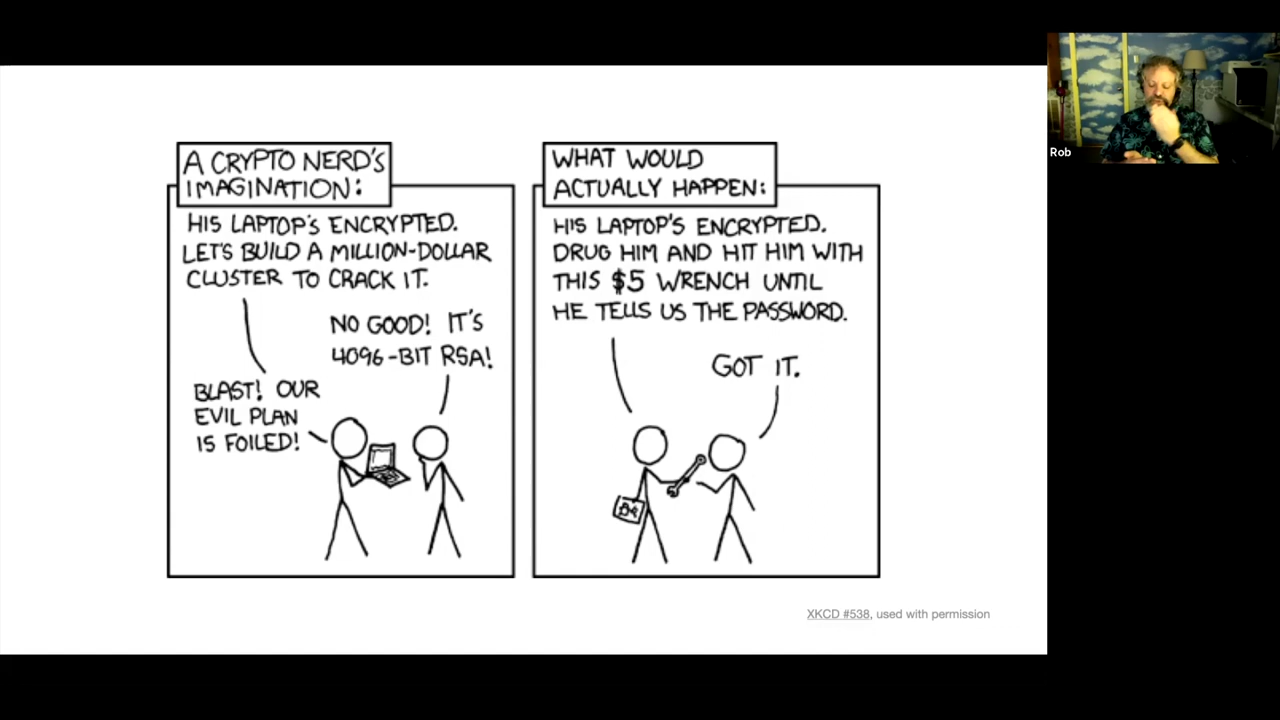 A CRYPTO NERD'S
IMAGINATION:
HIS LAPTOP'S ENCRYPTED.
LET'S BUILD A MILLION-DOLLAR
CLUSTER TO CRACK IT.
NO GOOD! IT'S
4096-BIT RSA!
BLAST! OUR
EVIL PLAN
IS FOILED!
WHAT WOULD
ACTUALLY HAPPEN:
HIS LAPTOP'S ENCRYPTED.
DRUG HIM AND HIT HIM WITH
THIS $5 WRENCH UNTIL
HE TELLS US THE PASSWORD.
GOT IT.
XKCD #538, used with permission
Rob